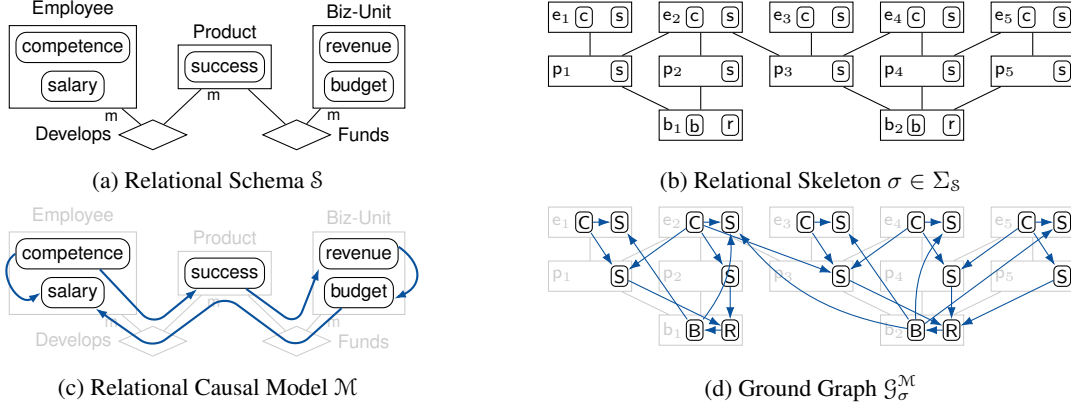 Employee
Product
Biz-Unit
competence
salary
success
revenue
budget
m
m
m
Develops
Funds
(a) Relational Schema 𝒮
e₁ c s
e₂ c s
e₃ c s
e₄ c s
e₅ c s
p₁ s
p₂ s
p₃ s
p₄ s
p₅ s
b₁ b r
b₂ b r
(b) Relational Skeleton σ ∈ Σ𝒮
Employee
Product
Biz-Unit
competence
salary
success
revenue
budget
m
m
m
Develops
Funds
(c) Relational Causal Model ℳ
e₁ C S
e₂ C S
e₃ C S
e₄ C S
e₅ C S
p₁ S
p₂ S
p₃ S
p₄ S
p₅ S
b₁ B R
b₂ B R
(d) Ground Graph 𝒢σℳ